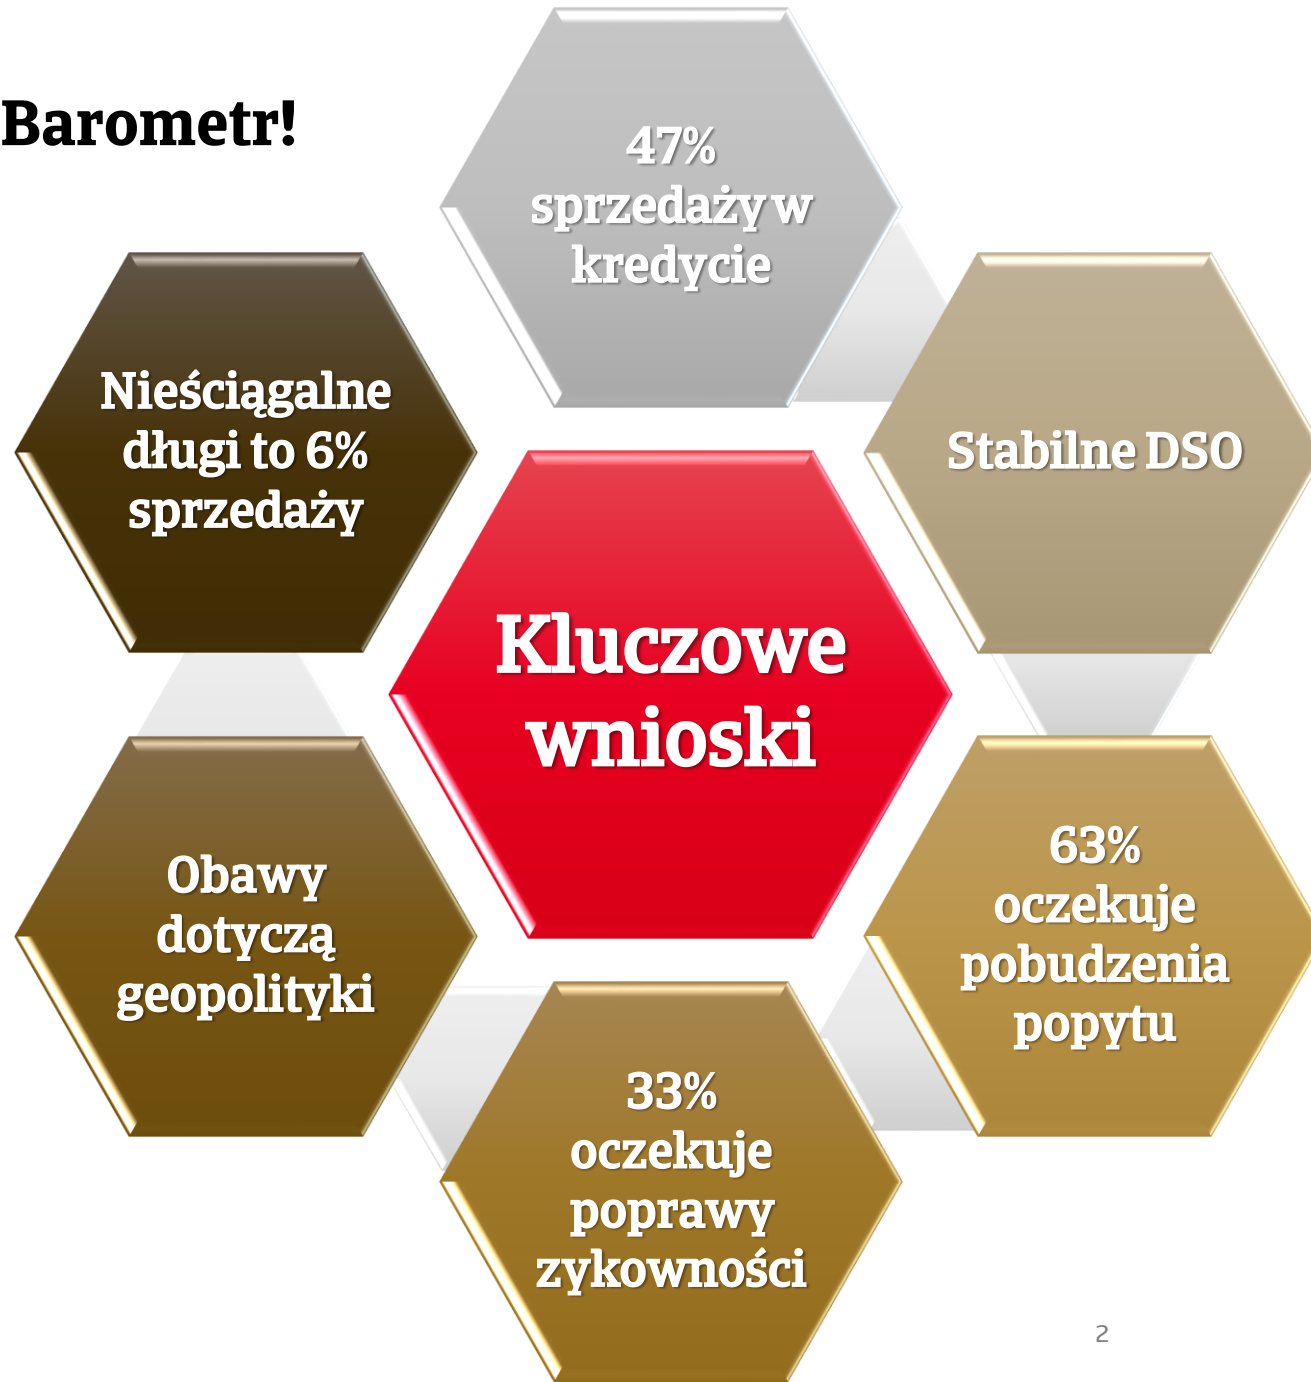 Barometr!
47%
sprzedaży w
kredycie
Stabilne DSO
63%
oczekuje
pobudzenia
popytu
33%
oczekuje
poprawy
zykowności
Obawy
dotyczą
geopolityki
Nieściągalne
długi to 6%
sprzedaży
Kluczowe
wnioski
2